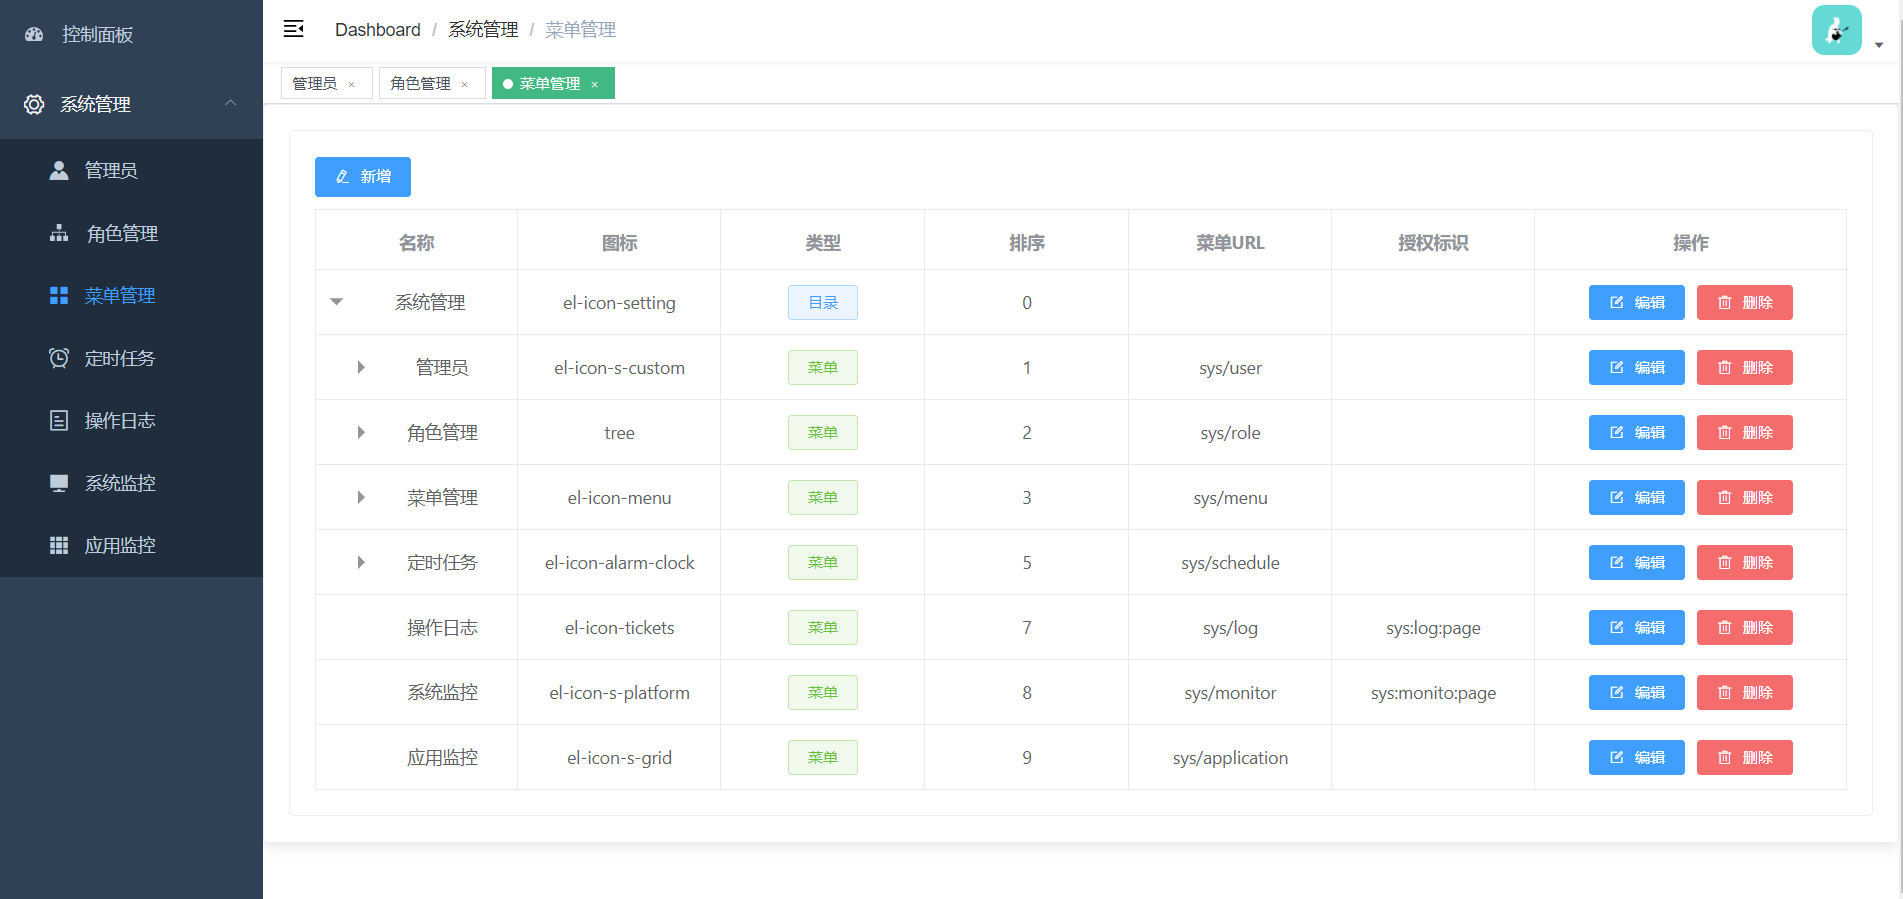 控制面板
系统管理
管理员
角色管理
菜单管理
定时任务
操作日志
系统监控
应用监控
Dashboard / 系统管理 / 菜单管理
管理员 × 角色管理 × 菜单管理 ×
新增
名称 图标 类型 排序 菜单URL 授权标识 操作
系统管理 el-icon-setting 目录 0 编辑 删除
管理员 el-icon-s-custom 菜单 1 sys/user 编辑 删除
角色管理 tree 菜单 2 sys/role 编辑 删除
菜单管理 el-icon-menu 菜单 3 sys/menu 编辑 删除
定时任务 el-icon-alarm-clock 菜单 5 sys/schedule 编辑 删除
操作日志 el-icon-tickets 菜单 7 sys/log sys:log:page 编辑 删除
系统监控 el-icon-s-platform 菜单 8 sys/monitor sys:monito:page 编辑 删除
应用监控 el-icon-s-grid 菜单 9 sys/application 编辑 删除